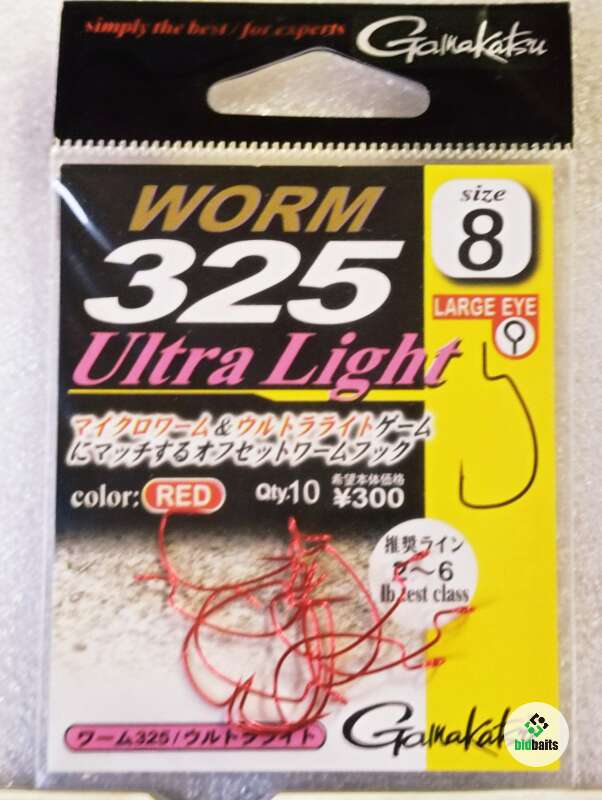 simply the best / for experts
Gamakatsu
WORM
325
Ultra Light
size
8
LARGE EYE
マイクロワーム&ウルトラライトゲーム
にマッチするオフセットワームフック
color: RED Qty:10 希望本体価格
¥300
推奨ライン
2～6
lb test class
ワーム325/ウルトラライト
Gamakatsu
bidbaits